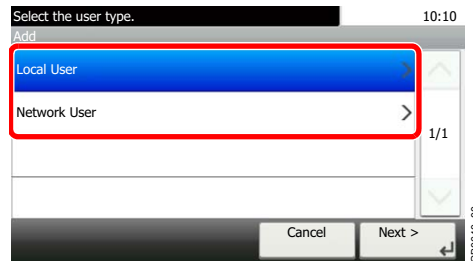 Select the user type.
10:10
Add
Local User
Network User
1/1
Cancel
Next >